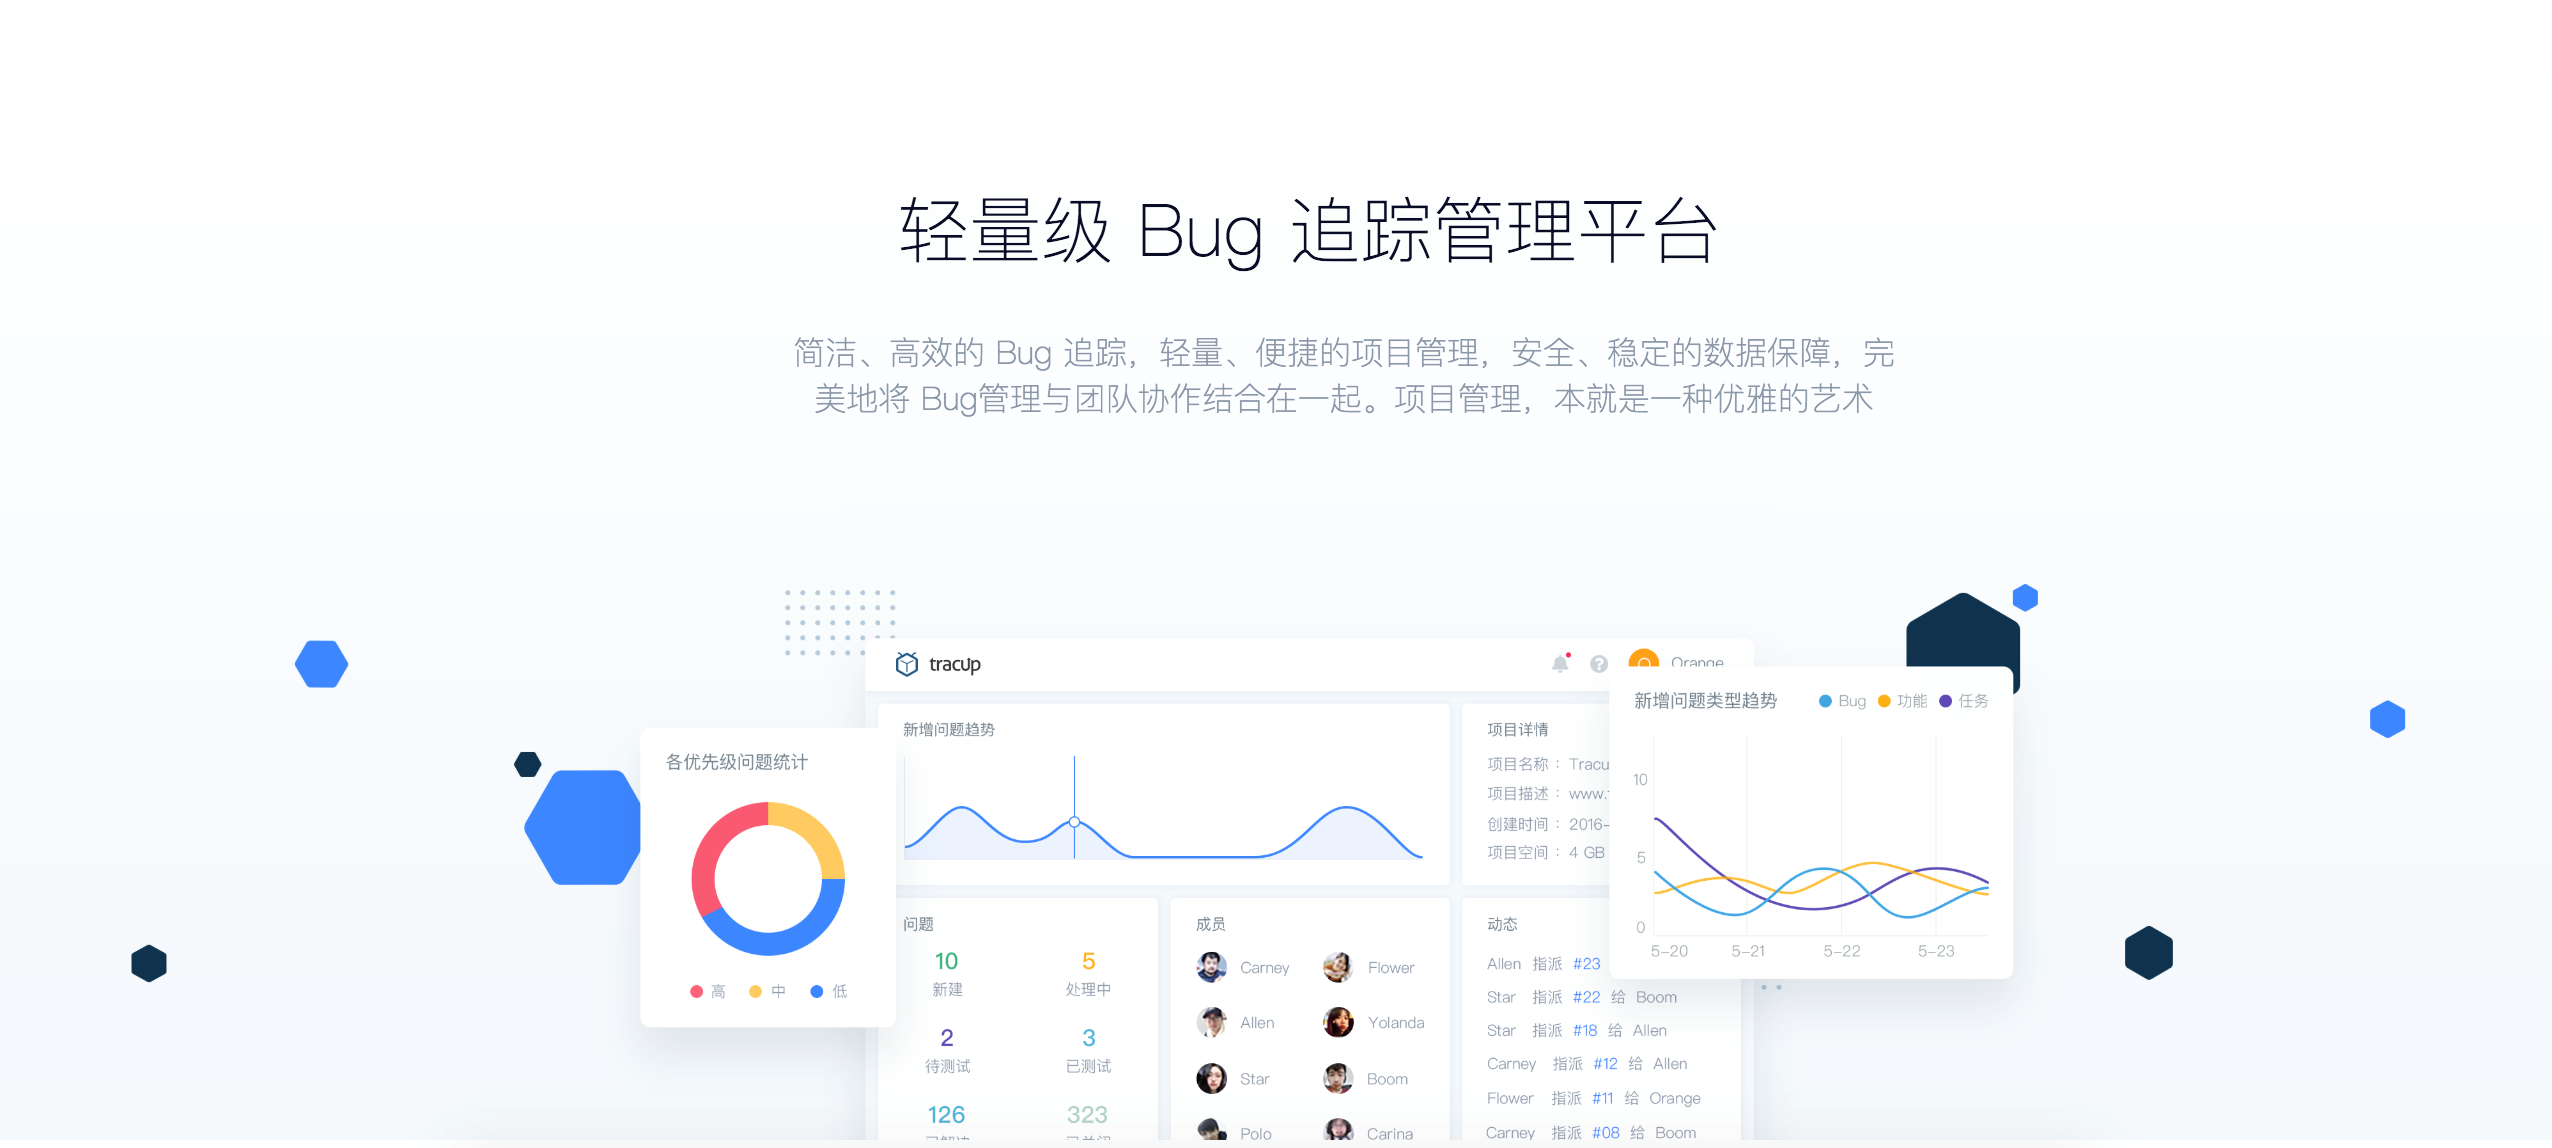 轻量级 Bug 追踪管理平台
简洁、高效的 Bug 追踪，轻量、便捷的项目管理，安全、稳定的数据保障，完
美地将 Bug管理与团队协作结合在一起。项目管理，本就是一种优雅的艺术
tracup
Orange
各优先级问题统计
高 中 低
新增问题趋势
项目详情
项目名称： Tracu
项目描述： www.
创建时间： 2016-
项目空间： 4 GB
新增问题类型趋势
Bug 功能 任务
10
5
0
5-20 5-21 5-22 5-23
问题
10 5
新建 处理中
2 3
待测试 已测试
126 323
成员
Carney Flower
Allen Yolanda
Star Boom
Polo Carina
动态
Allen 指派 #23
Star 指派 #22 给 Boom
Star 指派 #18 给 Allen
Carney 指派 #12 给 Allen
Flower 指派 #11 给 Orange
Carney 指派 #08 给 Boom